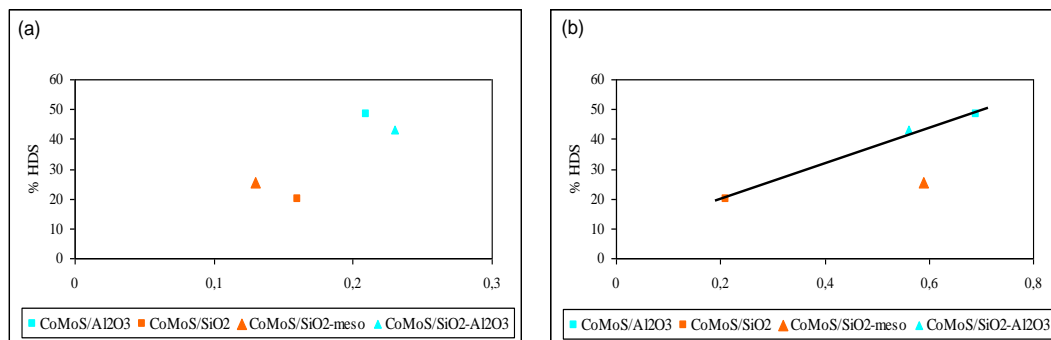 (a)
% HDS
60
50
40
30
20
10
0
0 0,1 0,2 0,3
CoMoS/Al2O3 CoMoS/SiO2 CoMoS/SiO2-meso CoMoS/SiO2-Al2O3
(b)
% HDS
60
50
40
30
20
10
0
0 0,2 0,4 0,6 0,8
CoMoS/Al2O3 CoMoS/SiO2 CoMoS/SiO2-meso CoMoS/SiO2-Al2O3